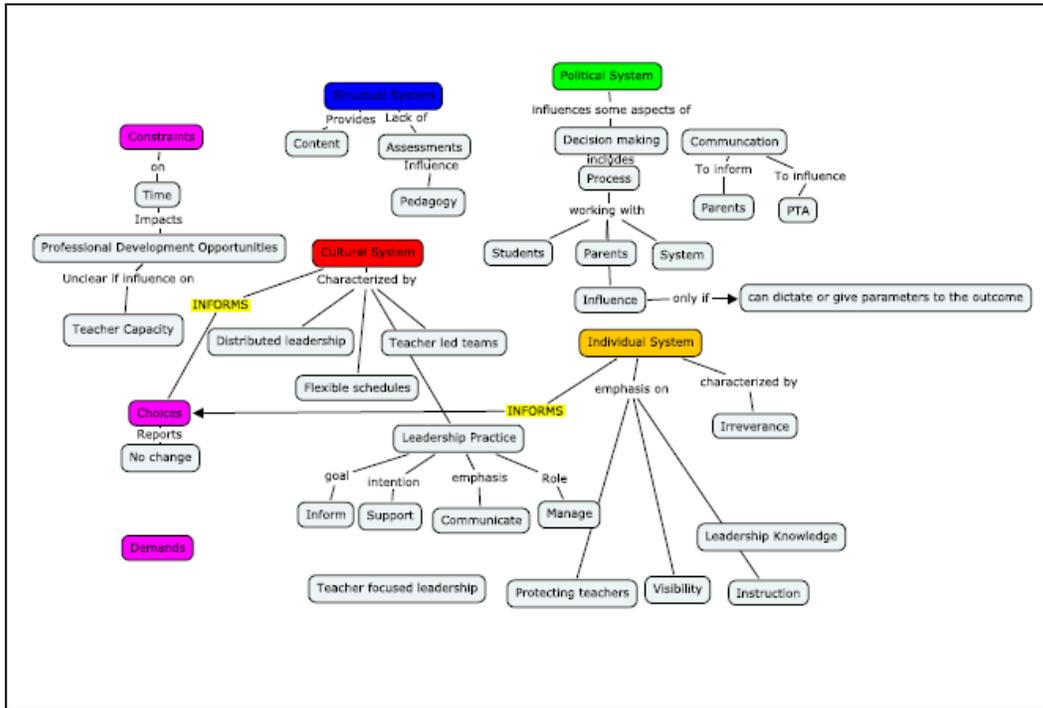 Political System
influences some aspects of
Decision making
includes
Process
working with
Students
Parents
System
Influence
only if
can dictate or give parameters to the outcome
Communcation
To inform
Parents
To influence
PTA
Structual System
Provides
Content
Lack of
Assessments
Influence
Pedagogy
Constraints
on
Time
Impacts
Professional Development Opportunities
Unclear if influence on
Teacher Capacity
Cultural System
Characterized by
INFORMS
Distributed leadership
Teacher led teams
Flexible schedules
Individual System
emphasis on
characterized by
Irreverance
INFORMS
Choices
Reports
No change
Leadership Practice
goal
Inform
intention
Support
emphasis
Communicate
Role
Manage
Demands
Teacher focused leadership
Protecting teachers
Visibility
Leadership Knowledge
Instruction